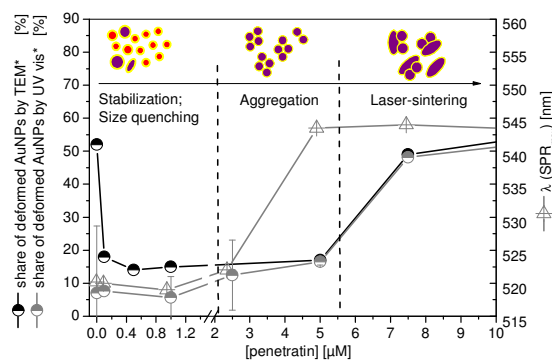 share of deformed AuNPs by TEM* [%]
share of deformed AuNPs by UV vis* [%]
90
80
70
60
50
40
30
20
10
0
Stabilization;
Size quenching
Aggregation
Laser-sintering
560
555
550
545
540
535
530
525
520
515
λ (SPR ) [nm]
0.0 0.4 0.8 1.2 2 3 4 5 6 7 8 9 10
[penetratin] [µM]